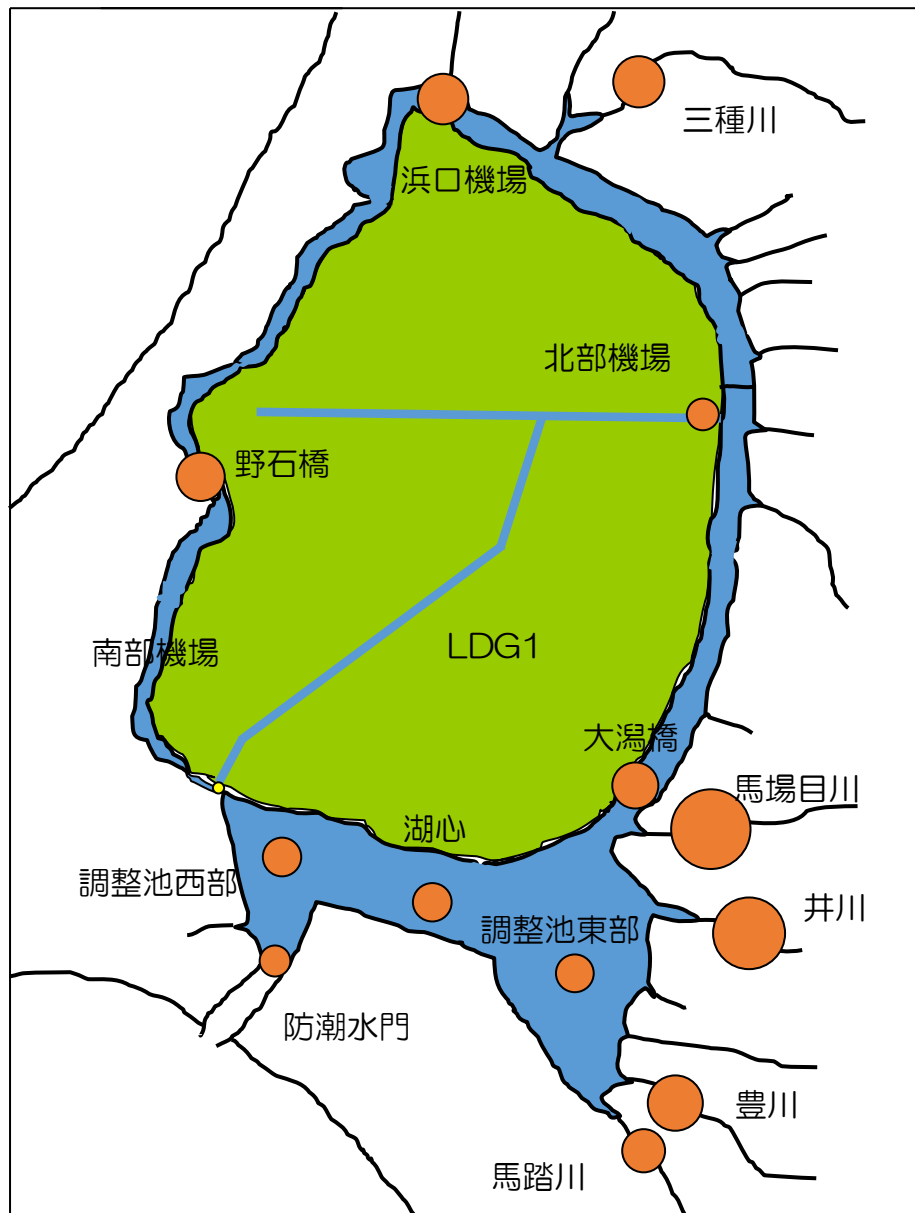 三種川
浜口機場
北部機場
野石橋
LDG1
南部機場
大潟橋
馬場目川
湖心
調整池西部
井川
調整池東部
防潮水門
豊川
馬踏川